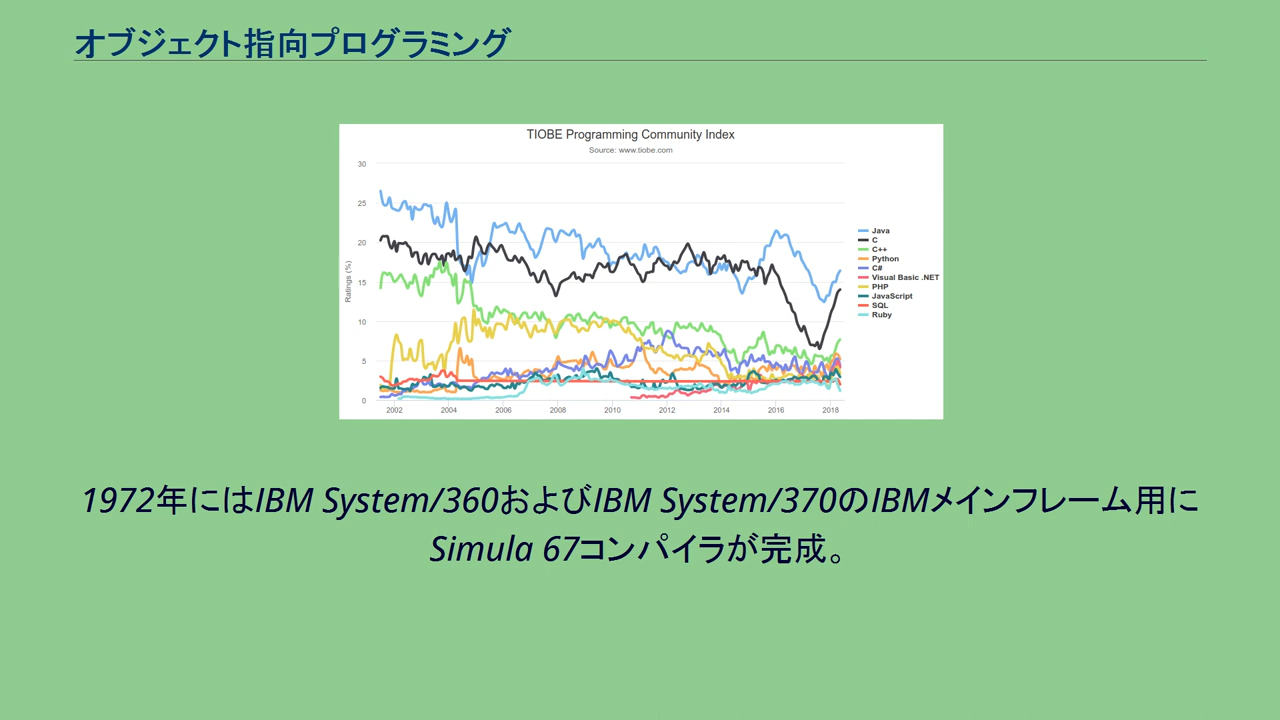 オブジェクト指向プログラミング
TIOBE Programming Community Index
Source: www.tiobe.com
Ratings (%)
30
25
20
15
10
5
0
2002 2004 2006 2008 2010 2012 2014 2016 2018
Java
C
C++
Python
C#
Visual Basic .NET
PHP
JavaScript
SQL
Ruby
1972年にはIBM System/360およびIBM System/370のIBMメインフレーム用に
Simula 67コンパイラが完成。